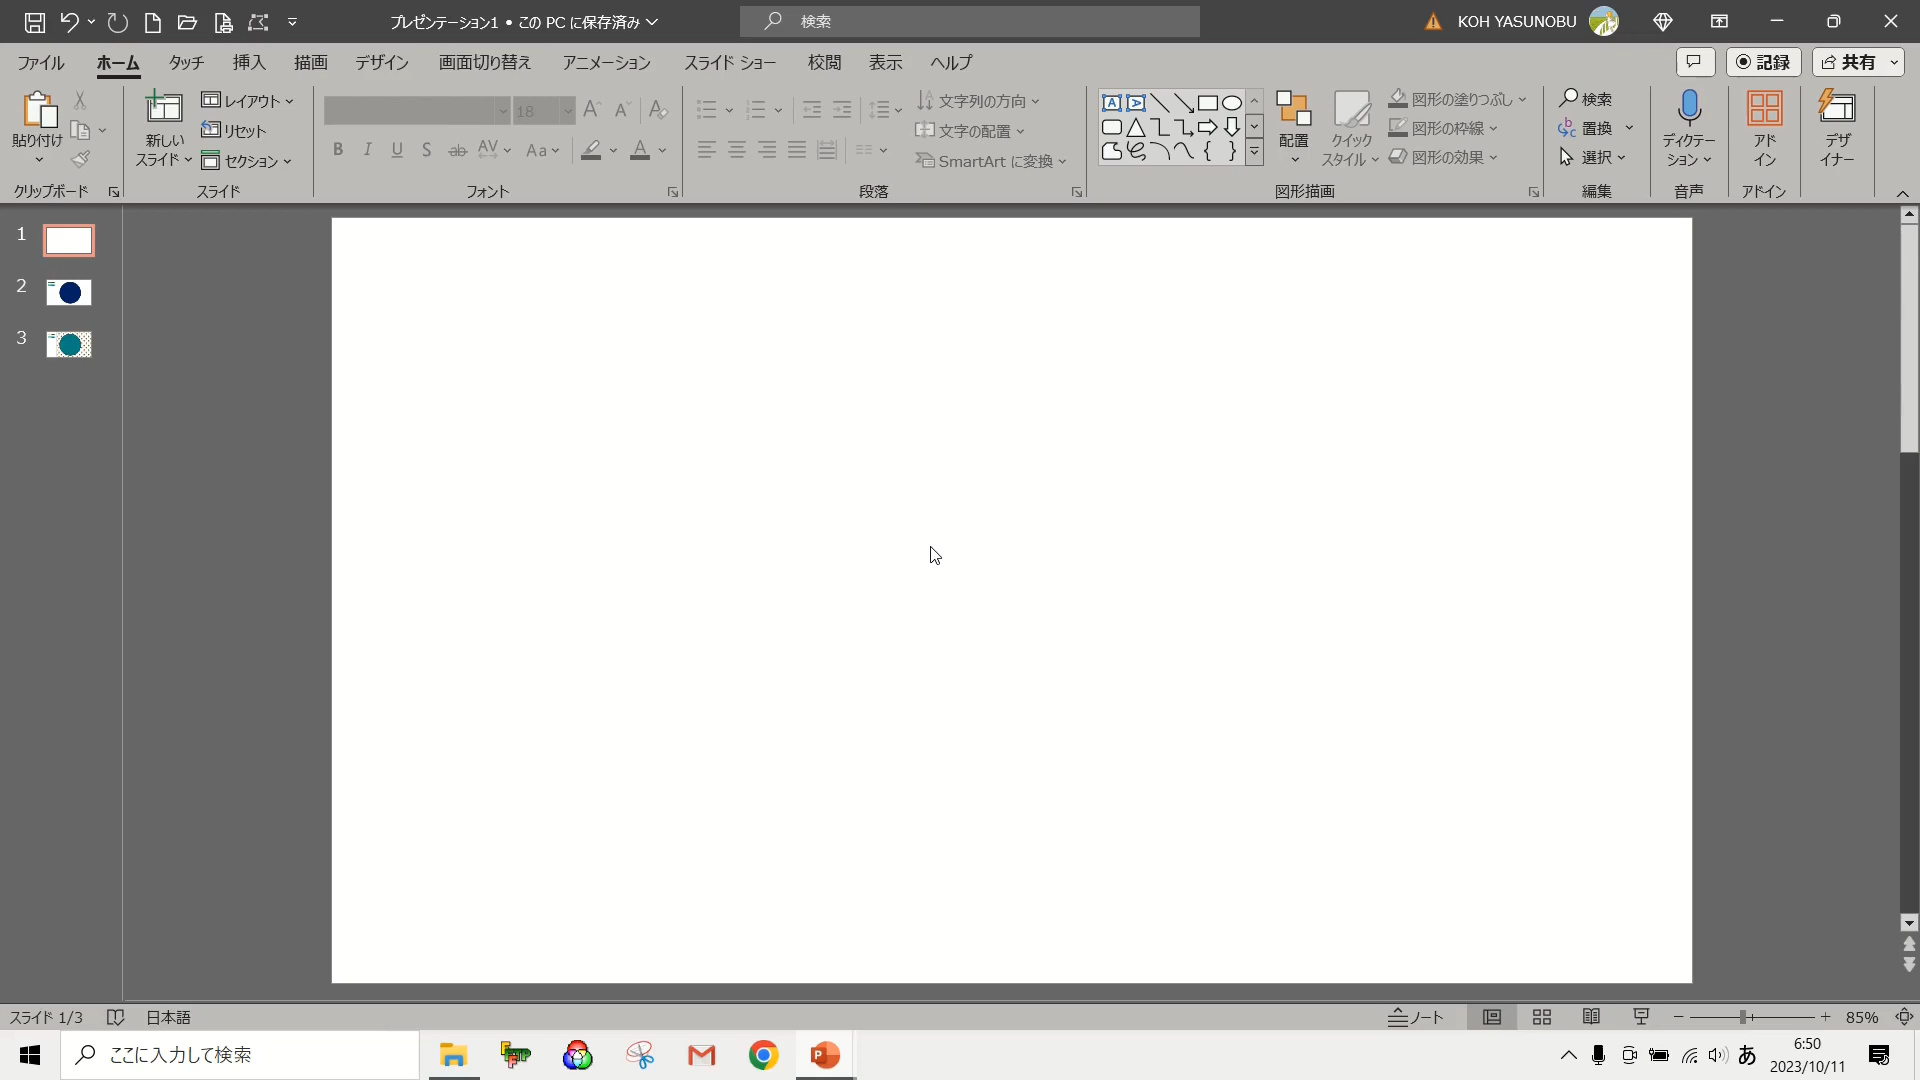 プレゼンテーション1 • この PC に保存済み
検索
KOH YASUNOBU
ファイル ホーム タッチ 挿入 描画 デザイン 画面切り替え アニメーション スライド ショー 校閲 表示 ヘルプ
記録 共有
貼り付け
クリップボード
新しい
スライド
レイアウト
リセット
セクション
スライド
18
B I U S ab AV Aa A
フォント
文字列の方向
文字の配置
SmartArt に変換
段落
配置
クイック
スタイル
図形の塗りつぶし
図形の枠線
図形の効果
図形描画
検索
置換
選択
編集
ディクテー
ション
音声
アド
イン
アドイン
デザ
イナー
1
2
3
スライド 1/3 日本語
ノート
85%
ここに入力して検索
あ
6:50
2023/10/11